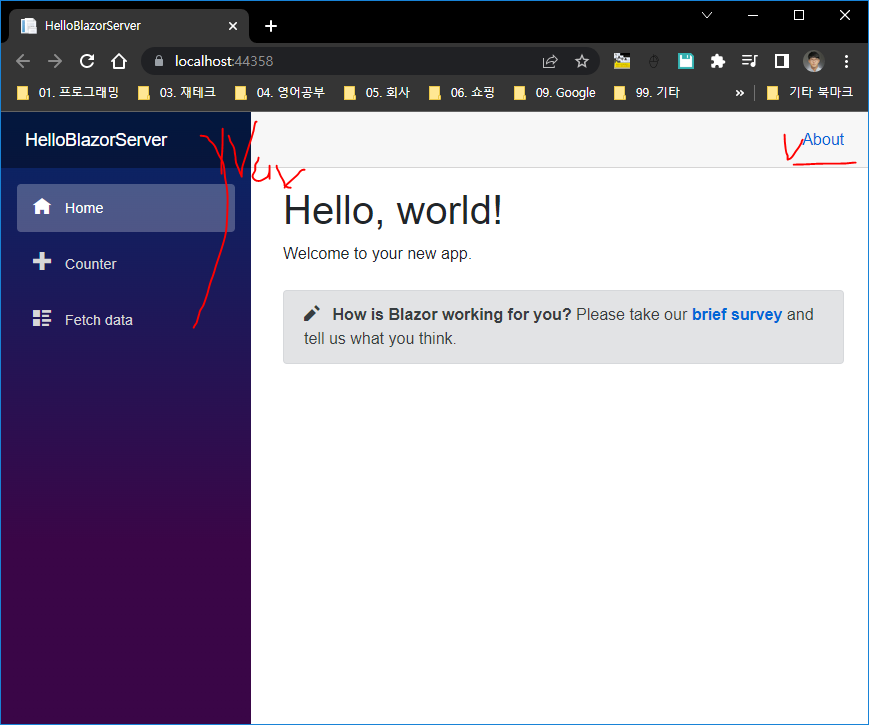 HelloBlazorServer
localhost:44358
01. 프로그래밍 03. 재테크 04. 영어공부 05. 회사 06. 쇼핑 09. Google 99. 기타 » 기타 북마크
HelloBlazorServer
About
Nav
Home
Counter
Fetch data
Hello, world!
Welcome to your new app.
How is Blazor working for you? Please take our brief survey and
tell us what you think.